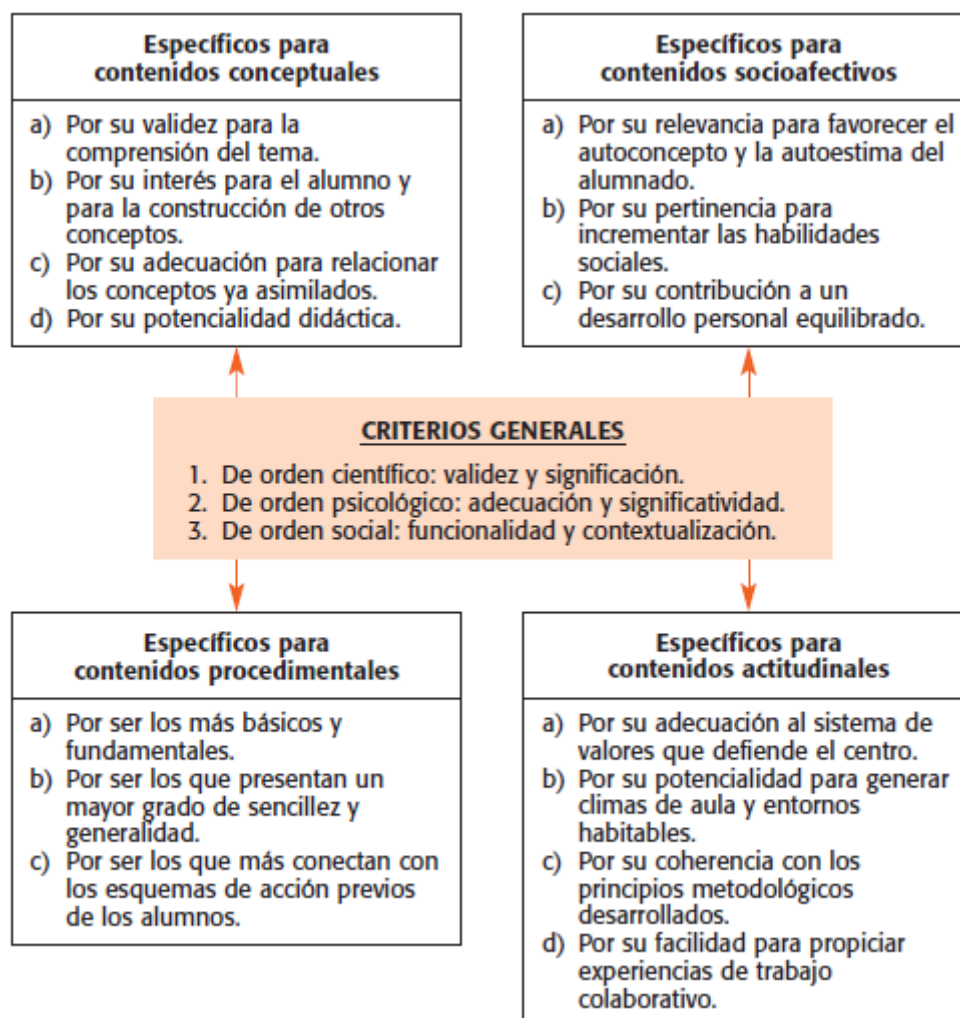 Específicos para
contenidos conceptuales
a) Por su validez para la
comprensión del tema.
b) Por su interés para el alumno y
para la construcción de otros
conceptos.
c) Por su adecuación para relacionar
los conceptos ya asimilados.
d) Por su potencialidad didáctica.
Específicos para
contenidos socioafectivos
a) Por su relevancia para favorecer el
autoconcepto y la autoestima del
alumnado.
b) Por su pertinencia para
incrementar las habilidades
sociales.
c) Por su contribución a un
desarrollo personal equilibrado.
CRITERIOS GENERALES
1. De orden científico: validez y significación.
2. De orden psicológico: adecuación y significatividad.
3. De orden social: funcionalidad y contextualización.
Específicos para
contenidos procedimentales
a) Por ser los más básicos y
fundamentales.
b) Por ser los que presentan un
mayor grado de sencillez y
generalidad.
c) Por ser los que más conectan con
los esquemas de acción previos
de los alumnos.
Específicos para
contenidos actitudinales
a) Por su adecuación al sistema de
valores que defiende el centro.
b) Por su potencialidad para generar
climas de aula y entornos
habitables.
c) Por su coherencia con los
principios metodológicos
desarrollados.
d) Por su facilidad para propiciar
experiencias de trabajo
colaborativo.